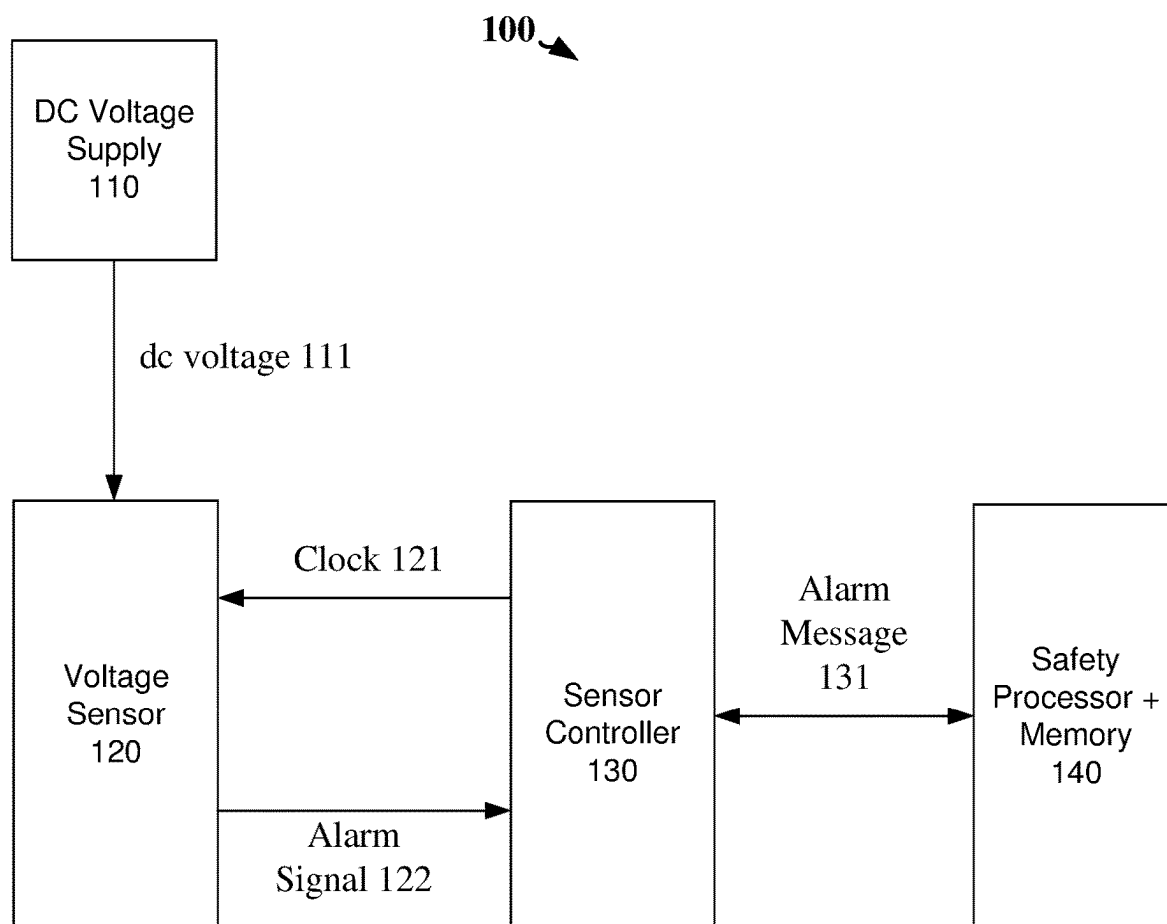 100
DC Voltage
Supply
110
dc voltage 111
Clock 121
Voltage
Sensor
120
Alarm
Signal 122
Sensor
Controller
130
Alarm
Message
131
Safety
Processor +
Memory
140